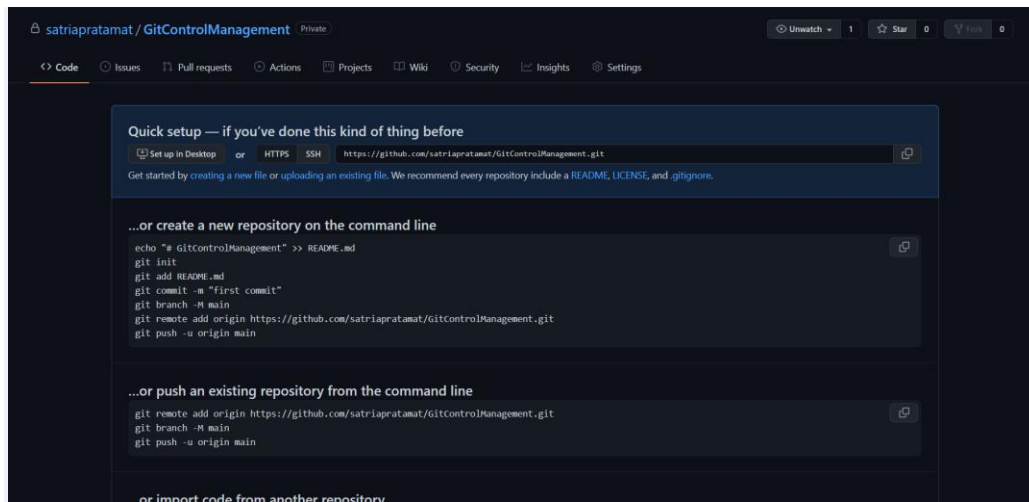 satriapratamat / GitControlManagement Private
Unwatch 1 Star 0 Fork 0
<> Code Issues Pull requests Actions Projects Wiki Security Insights Settings
Quick setup — if you've done this kind of thing before
Set up in Desktop or HTTPS SSH https://github.com/satriapratamat/GitControlManagement.git
Get started by creating a new file or uploading an existing file. We recommend every repository include a README, LICENSE, and .gitignore.
...or create a new repository on the command line
echo "# GitControlManagement" >> README.md
git init
git add README.md
git commit -m "first commit"
git branch -M main
git remote add origin https://github.com/satriapratamat/GitControlManagement.git
git push -u origin main
...or push an existing repository from the command line
git remote add origin https://github.com/satriapratamat/GitControlManagement.git
git branch -M main
git push -u origin main
...or import code from another repository